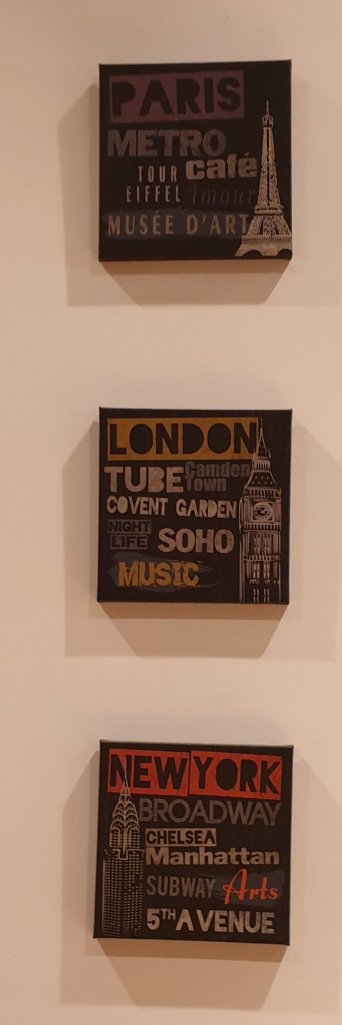 PARIS
METRO
TOUR café
EIFFEL Amour
MUSÉE D'ART
LONDON
TUBE Camden
Town
COVENT GARDEN
NIGHT
LIFE SOHO
MUSIC
NEW YORK
BROADWAY
CHELSEA
Manhattan
SUBWAY Arts
5TH AVENUE